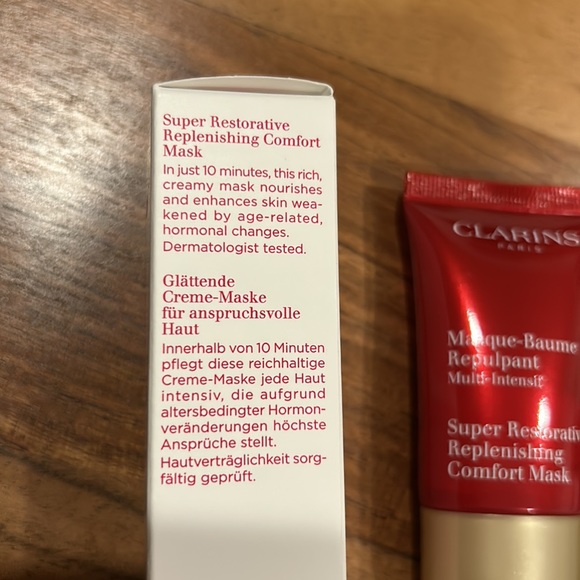 Super Restorative
Replenishing Comfort
Mask
In just 10 minutes, this rich,
creamy mask nourishes
and enhances skin wea-
kened by age-related,
hormonal changes.
Dermatologist tested.
Glättende
Creme-Maske
für anspruchsvolle
Haut
Innerhalb von 10 Minuten
pflegt diese reichhaltige
Creme-Maske jede Haut
intensiv, die aufgrund
altersbedingter Hormon-
veränderungen höchste
Ansprüche stellt.
Hautverträglichkeit sorg-
fältig geprüft.
CLARINS
PARIS
Masque-Baume
Repulpant
Multi-Intensif
Super Restorativ
Replenishing
Comfort Mask